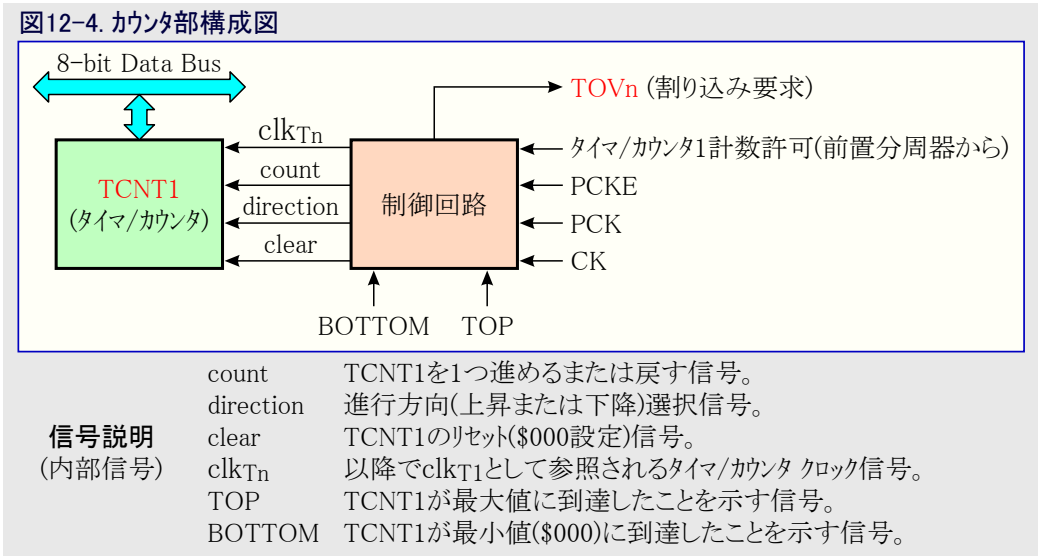 図12-4. カウンタ部構成図
8-bit Data Bus
TOVn (割り込み要求)
clkTn
タイマ/カウンタ1計数許可(前置分周器から)
count
PCKE
TCNT1
(タイマ/カウンタ)
direction
制御回路
PCK
clear
CK
BOTTOM TOP
count TCNT1を1つ進めるまたは戻す信号。
direction 進行方向(上昇または下降)選択信号。
信号説明
(内部信号)
clear TCNT1のリセット($000設定)信号。
clkTn 以降でclkT1として参照されるタイマ/カウンタ クロック信号。
TOP TCNT1が最大値に到達したことを示す信号。
BOTTOM TCNT1が最小値($000)に到達したことを示す信号。